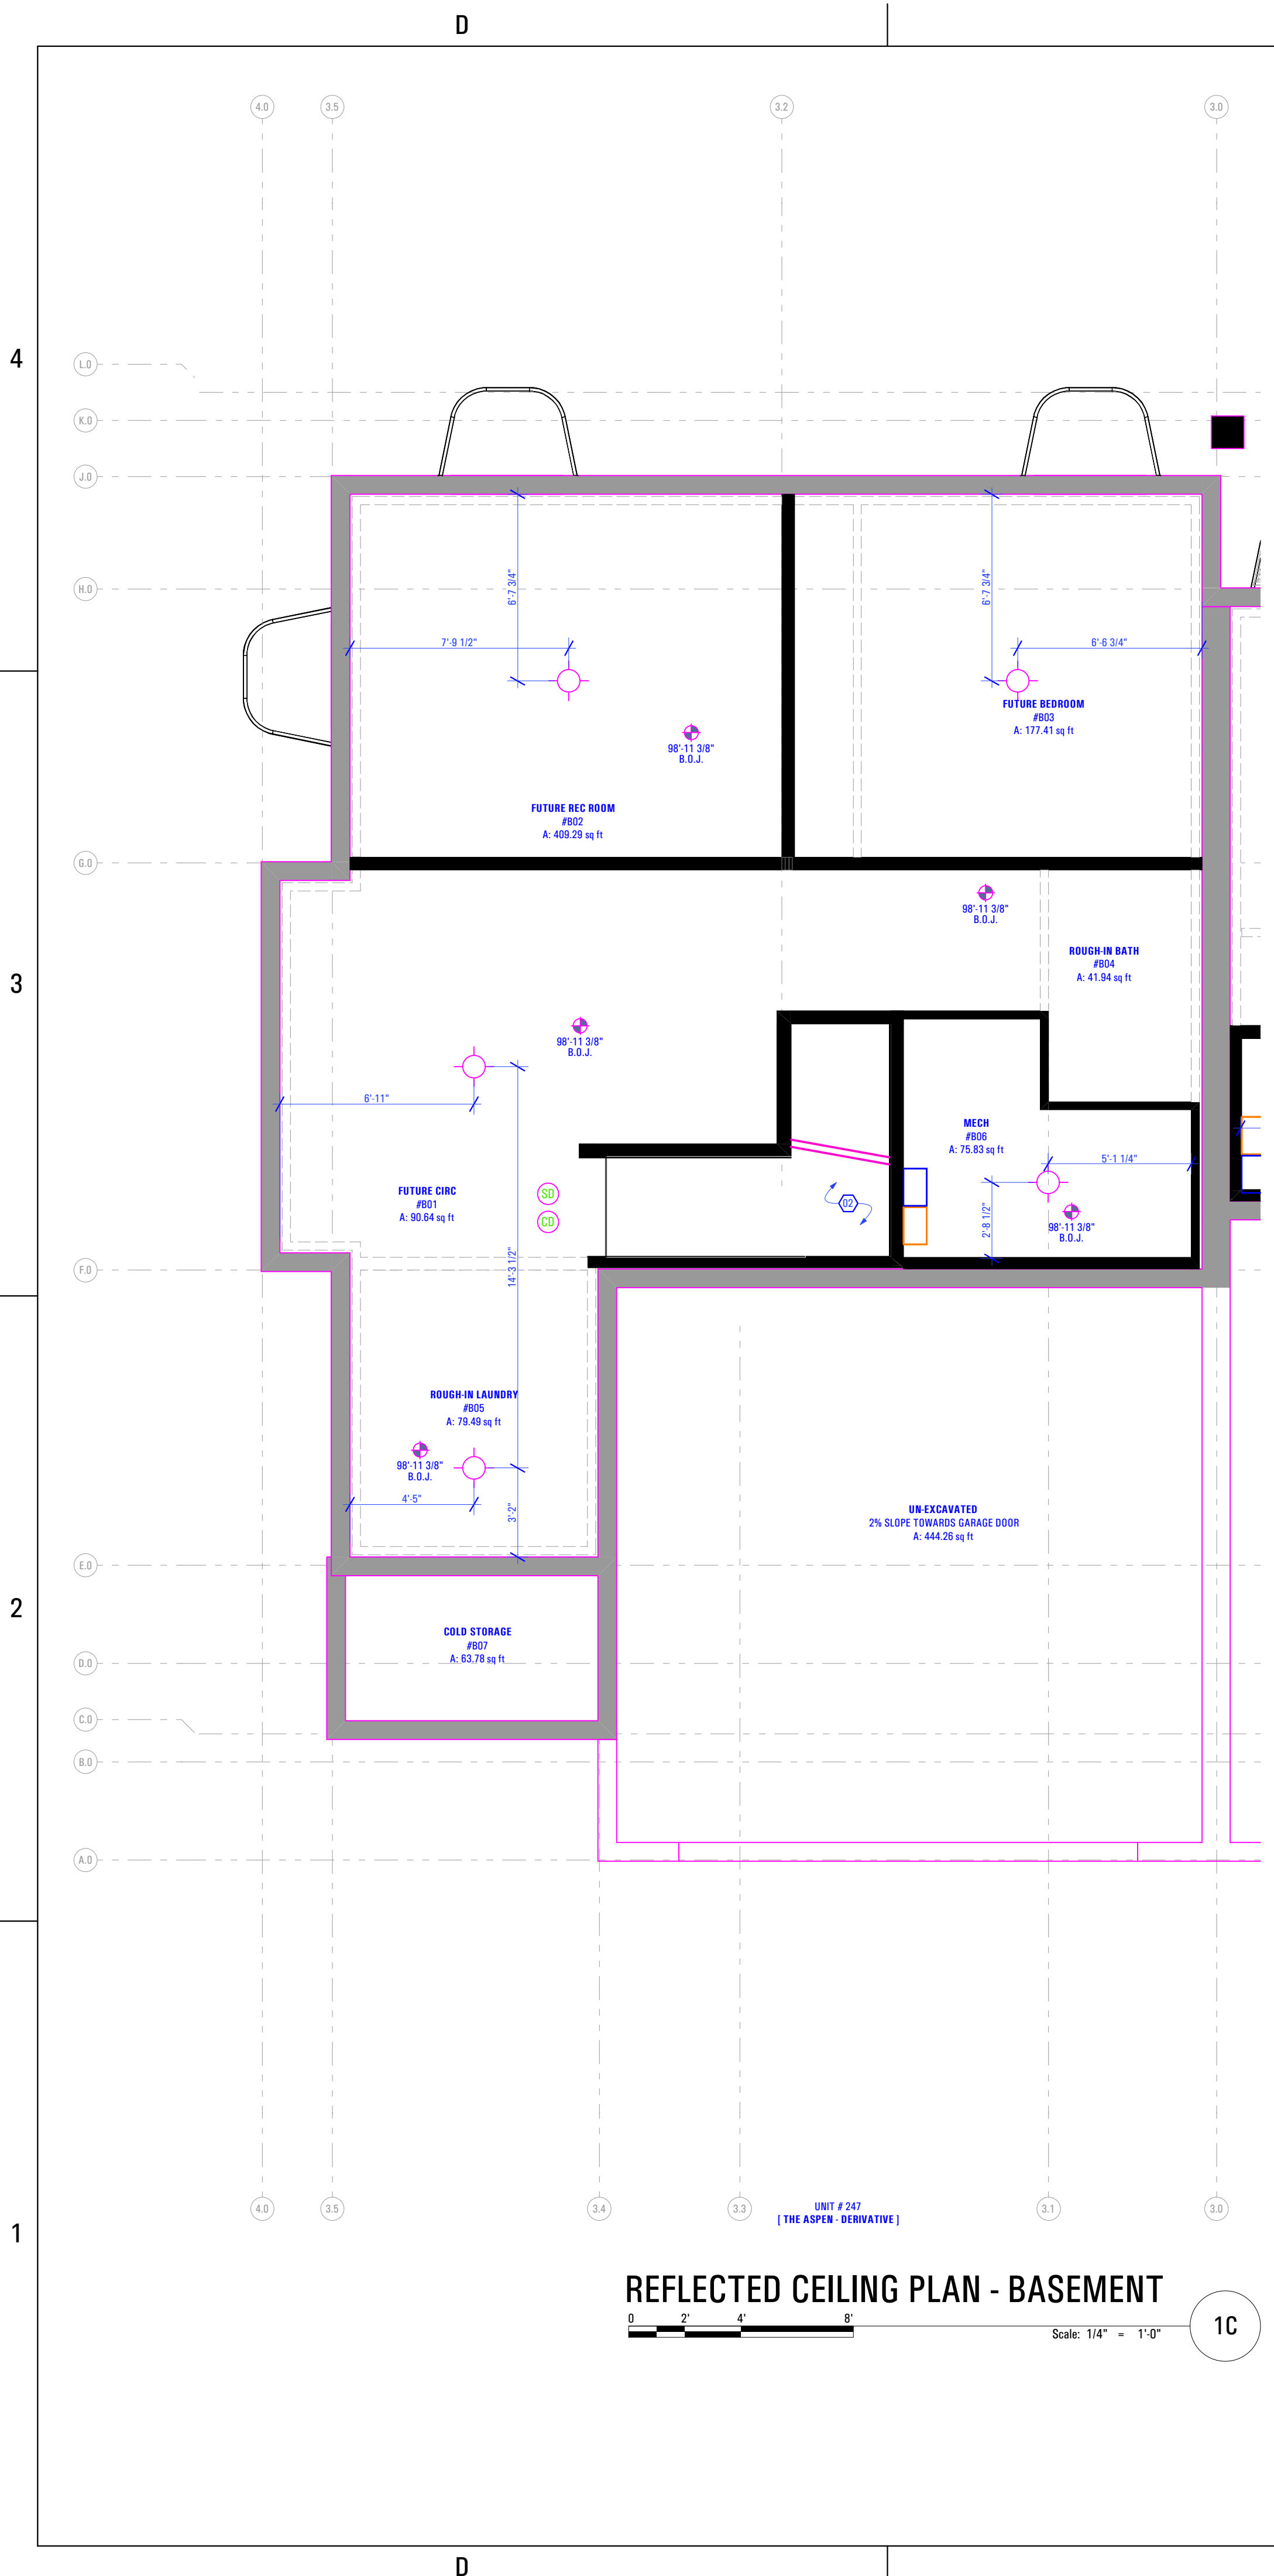 D
4.0
3.5
3.2
3.0
4
L.0
K.0
J.0
H.0
6'-7 3/4"
6'-7 3/4"
7'-9 1/2"
6'-6 3/4"
FUTURE BEDROOM
#B03
A: 177.41 sq ft
98'-11 3/8"
B.O.J.
FUTURE REC ROOM
#B02
A: 409.29 sq ft
G.0
98'-11 3/8"
B.O.J.
ROUGH-IN BATH
#B04
A: 41.94 sq ft
3
98'-11 3/8"
B.O.J.
6'-11"
MECH
#B06
A: 75.83 sq ft
5'-1 1/4"
FUTURE CIRC
#B01
A: 90.64 sq ft
SD
CD
D2
2'-8 1/2"
98'-11 3/8"
B.O.J.
14'-3 1/2"
F.0
ROUGH-IN LAUNDRY
#B05
A: 79.49 sq ft
98'-11 3/8"
B.O.J.
4'-5"
3'-2"
UN-EXCAVATED
2% SLOPE TOWARDS GARAGE DOOR
A: 444.26 sq ft
E.0
2
COLD STORAGE
#B07
A: 63.78 sq ft
D.0
C.0
B.0
A.0
4.0
3.5
3.4
3.3
3.1
3.0
UNIT # 247
[ THE ASPEN - DERIVATIVE ]
1
REFLECTED CEILING PLAN - BASEMENT
0 2' 4' 8'
Scale: 1/4" = 1'-0"
1C
D